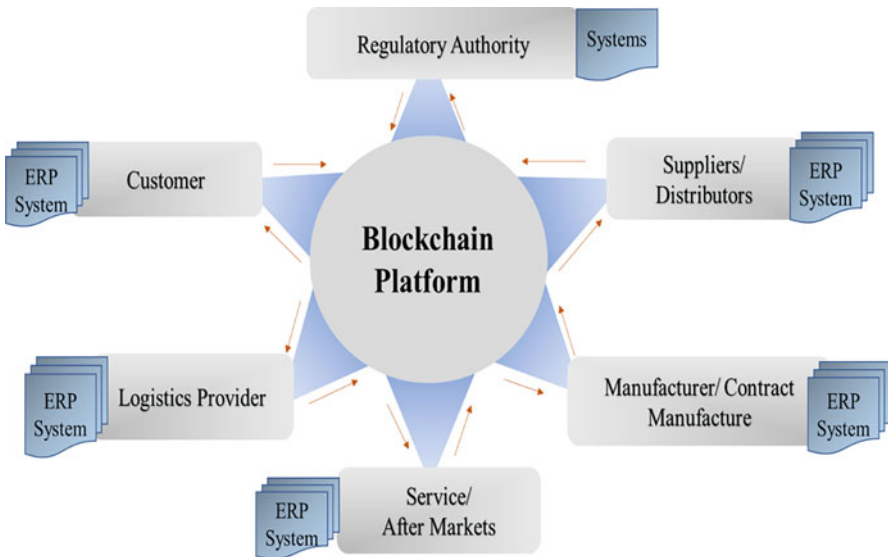 Regulatory Authority
Systems
ERP
System
Customer
Suppliers/
Distributors
ERP
System
Blockchain
Platform
ERP
System
Logistics Provider
Manufacturer/ Contract
Manufacture
ERP
System
ERP
System
Service/
After Markets